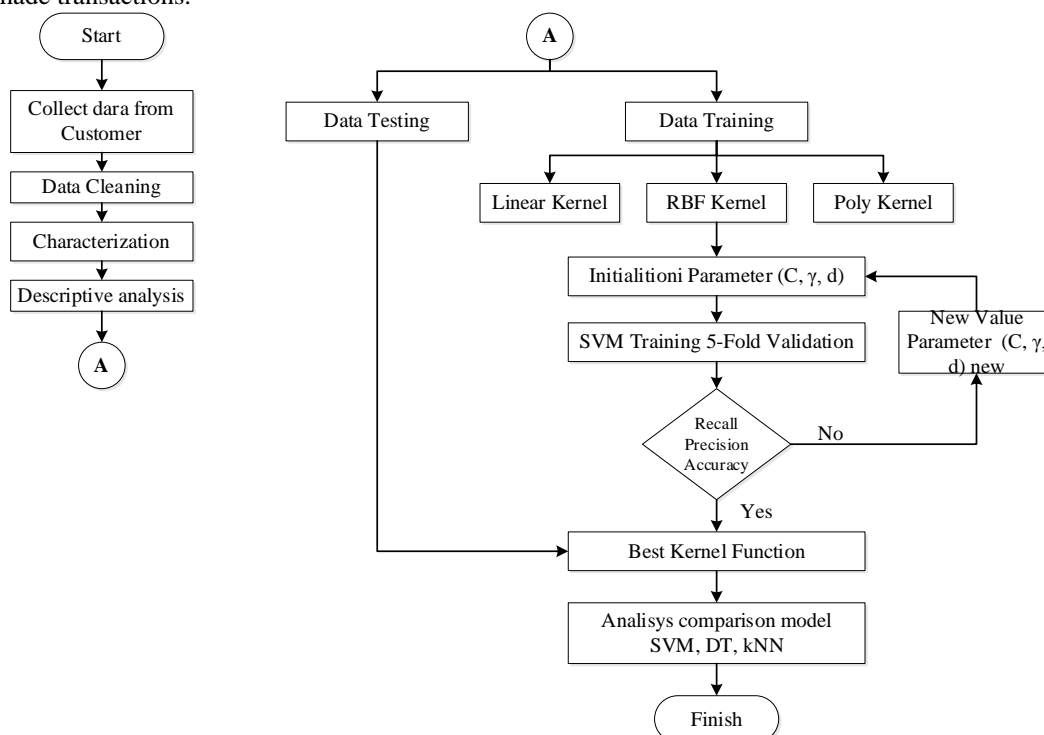 made transactions.
Start
Collect dara from
Customer
Data Cleaning
Characterization
Descriptive analysis
A
A
Data Testing
Data Training
Linear Kernel
RBF Kernel
Poly Kernel
Initialitioni Parameter (C, γ, d)
SVM Training 5-Fold Validation
New Value
Parameter (C, γ,
d) new
Recall
Precision
Accuracy
No
Yes
Best Kernel Function
Analisys comparison model
SVM, DT, kNN
Finish